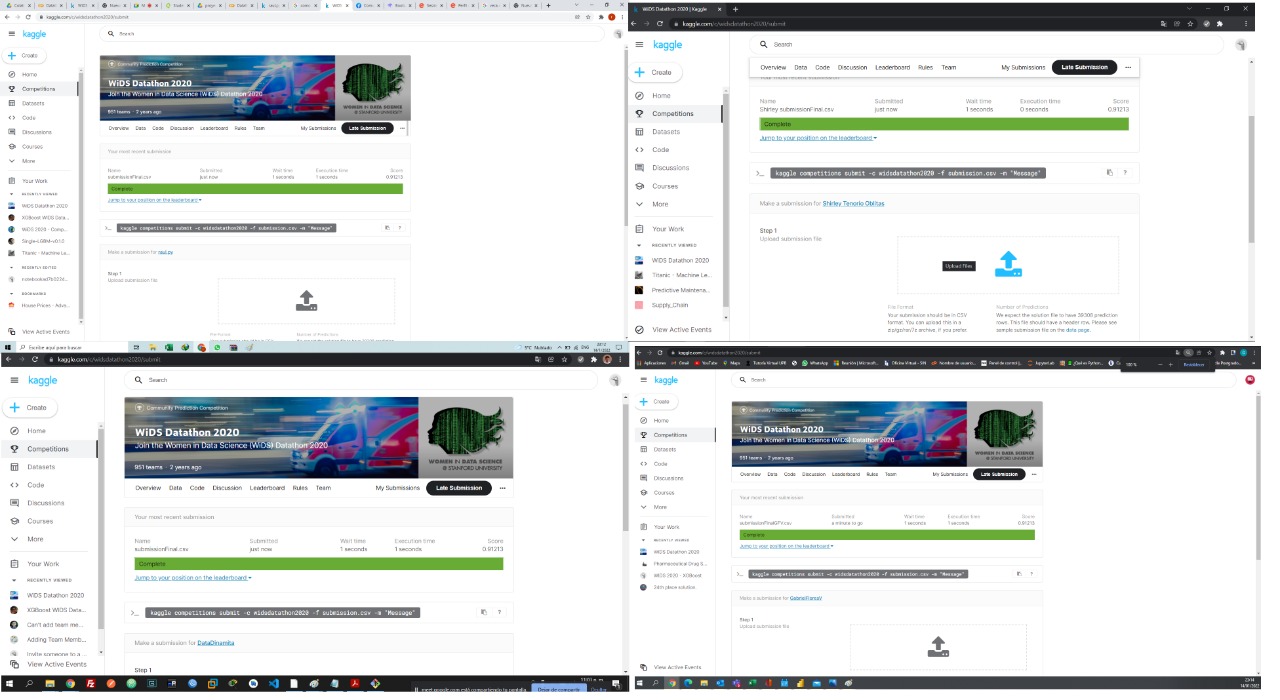 kaggle.com/c/widsdatathon2020/submit
kaggle
Search
Create
Home
Competitions
Datasets
Code
Discussions
Courses
More
Your Work
RECENTLY VIEWED
WiDS Datathon 2020
XGBoost WiDS Data...
WiDS 2020 - Comp...
Single-LGBM-v0.1.0
Titanic - Machine Le...
RECENTLY EDITED
BOOKMARKS
House Prices - Adva...
View Active Events
Community Prediction Competition
WiDS Datathon 2020
Join the Women in Data Science (WiDS) Datathon 2020
951 teams · 2 years ago
WOMEN IN DATA SCIENCE
@ STANFORD UNIVERSITY
Overview Data Code Discussion Leaderboard Rules Team My Submissions Late Submission
Your most recent submission
Name Submitted Wait time Execution time Score
submissionFinal.csv just now 1 seconds 1 seconds 0.91213
Complete
Jump to your position on the leaderboard
kaggle competitions submit -c widsdatathon2020 -f submission.csv -m "Message"
Make a submission for
Step 1
Upload submission file
Escribe aquí para buscar
WiDS Datathon 2020 | Kaggle
kaggle.com/c/widsdatathon2020/submit
kaggle
Search
Create
Home
Competitions
Datasets
Code
Discussions
Courses
More
Your Work
RECENTLY VIEWED
WiDS Datathon 2020
Titanic - Machine Le...
Predictive Maintena...
Supply_Chain
View Active Events
Overview Data Code Discussion Leaderboard Rules Team My Submissions Late Submission
Your most recent submission
Name Submitted Wait time Execution time Score
Shirley submissionFinal.csv just now 1 seconds 0 seconds 0.91213
Complete
Jump to your position on the leaderboard
kaggle competitions submit -c widsdatathon2020 -f submission.csv -m "Message"
Make a submission for Shirley Tenorio Oblitas
Step 1
Upload submission file
Upload Files
File Format
Your submission should be in CSV
format. You can upload this in a
zip/gz/rar/7z archive, if you prefer.
Number of Predictions
We expect the solution file to have 39308 prediction
rows. This file should have a header row. Please see
sample submission file on the data page.
kaggle.com/c/widsdatathon2020/submit
kaggle
Search
Create
Home
Competitions
Datasets
Code
Discussions
Courses
More
Your Work
RECENTLY VIEWED
WiDS Datathon 2020
XGBoost WiDS Data...
Can't add team me...
Adding Team Memb...
Invite someone to a ...
View Active Events
Community Prediction Competition
WiDS Datathon 2020
Join the Women in Data Science (WiDS) Datathon 2020
951 teams · 2 years ago
WOMEN IN DATA SCIENCE
@ STANFORD UNIVERSITY
Overview Data Code Discussion Leaderboard Rules Team My Submissions Late Submission
Your most recent submission
Name Submitted Wait time Execution time Score
submissionFinal.csv just now 1 seconds 1 seconds 0.91213
Complete
Jump to your position on the leaderboard
kaggle competitions submit -c widsdatathon2020 -f submission.csv -m "Message"
Make a submission for DataDinamita
Step 1
meet.google.com está compartiendo tu pantalla. Dejar de compartir Ocultar
kaggle.com/c/widsdatathon2020/submit
Aplicaciones Gmail YouTube Maps WhatsApp
kaggle
Search
Create
Home
Competitions
Datasets
Code
Discussions
Courses
More
Your Work
RECENTLY VIEWED
WiDS Datathon 2020
Pharmaceutical Drug S...
WiDS 2020 - XGBoost
34th place solution
View Active Events
Community Prediction Competition
WiDS Datathon 2020
Join the Women in Data Science (WiDS) Datathon 2020
951 teams · 2 years ago
WOMEN IN DATA SCIENCE
@ STANFORD UNIVERSITY
Overview Data Code Discussion Leaderboard Rules Team My Submissions Late Submission
Your most recent submission
Name Submitted Wait time Execution time Score
submissionFinalGFV.csv a minute to go 1 seconds 1 seconds 0.91213
Complete
Jump to your position on the leaderboard
kaggle competitions submit -c widsdatathon2020 -f submission.csv -m "Message"
Make a submission for
Step 1
Upload submission file